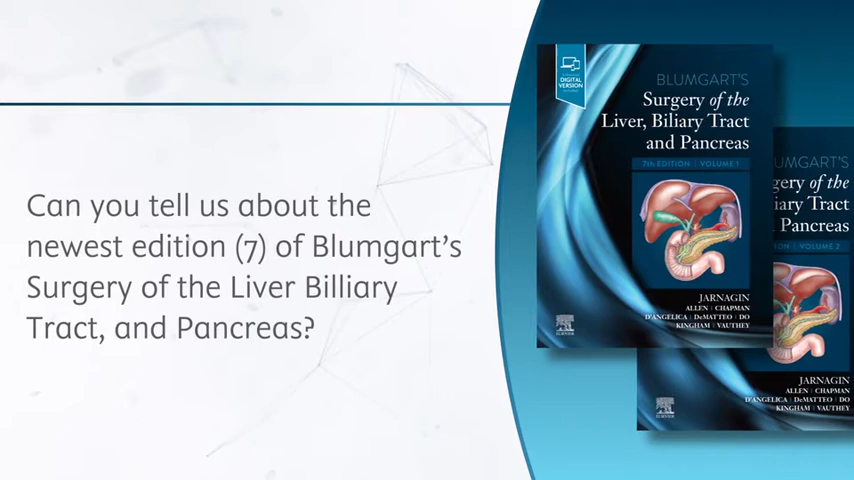 Can you tell us about the
newest edition (7) of Blumgart's
Surgery of the Liver Billiary
Tract, and Pancreas?
DIGITAL
VERSION
BLUMGART'S
Surgery of the
Liver, Biliary Tract
and Pancreas
7th EDITION | VOLUME 1
JARNAGIN
ALLEN | CHAPMAN
D'ANGELICA | DeMATTEO | DO
KINGHAM | VAUTHEY
ELSEVIER
UMGART'S
gery of the
iary Tract
Pancreas
ION | VOLUME 2
JARNAGIN
ALLEN | CHAPMAN
D'ANGELICA | DeMATTEO | DO
KINGHAM | VAUTHEY
ELSEVIER